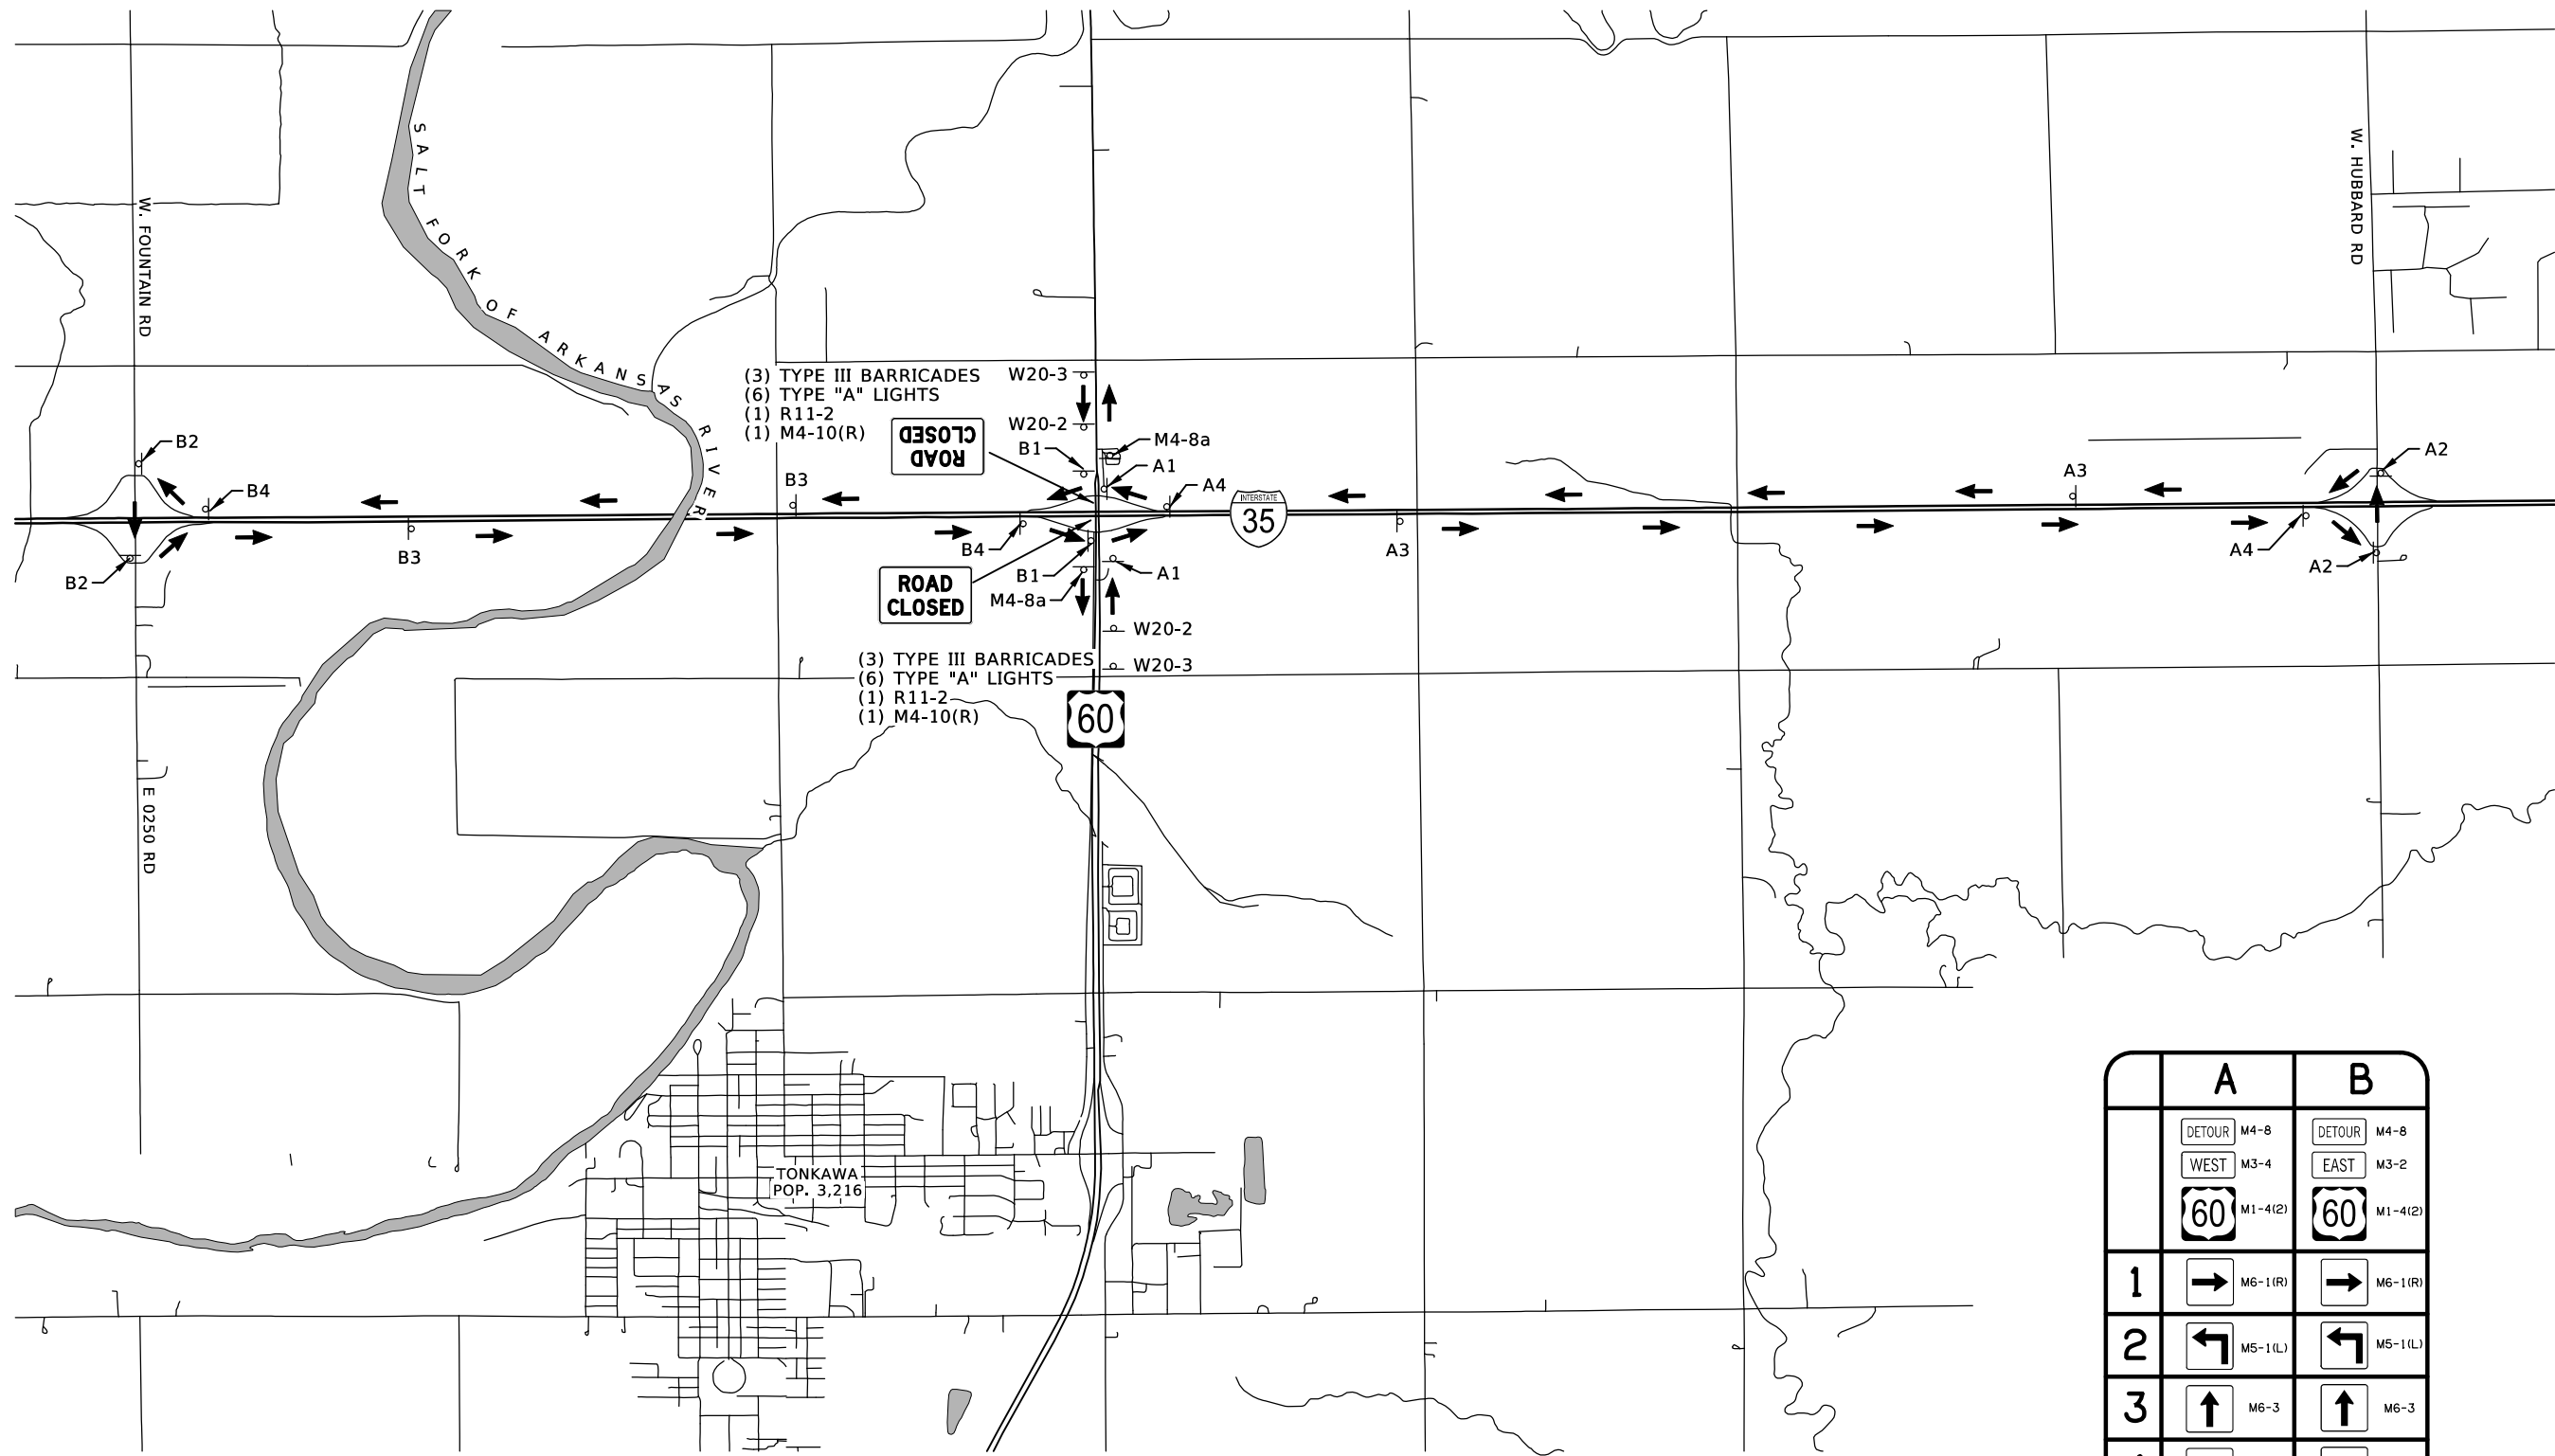 W. FOUNTAIN RD
SALT FORK OF ARKANSAS RIVER
W. HUBBARD RD
(3) TYPE III BARRICADES
(6) TYPE "A" LIGHTS
(1) R11-2
(1) M4-10(R)
W20-3
W20-2
ROAD
CLOSED
B1
M4-8a
A1
A4
B2
B4
B3
B3
INTERSTATE
35
A3
A2
B2
B4
B1
M4-8a
A1
A3
A4
A2
ROAD
CLOSED
W20-2
W20-3
(3) TYPE III BARRICADES
(6) TYPE "A" LIGHTS
(1) R11-2
(1) M4-10(R)
60
E 0250 RD
TONKAWA
POP. 3,216
A B
DETOUR M4-8 DETOUR M4-8
WEST M3-4 EAST M3-2
60 M1-4(2) 60 M1-4(2)
1 M6-1(R) M6-1(R)
2 M5-1(L) M5-1(L)
3 M6-3 M6-3